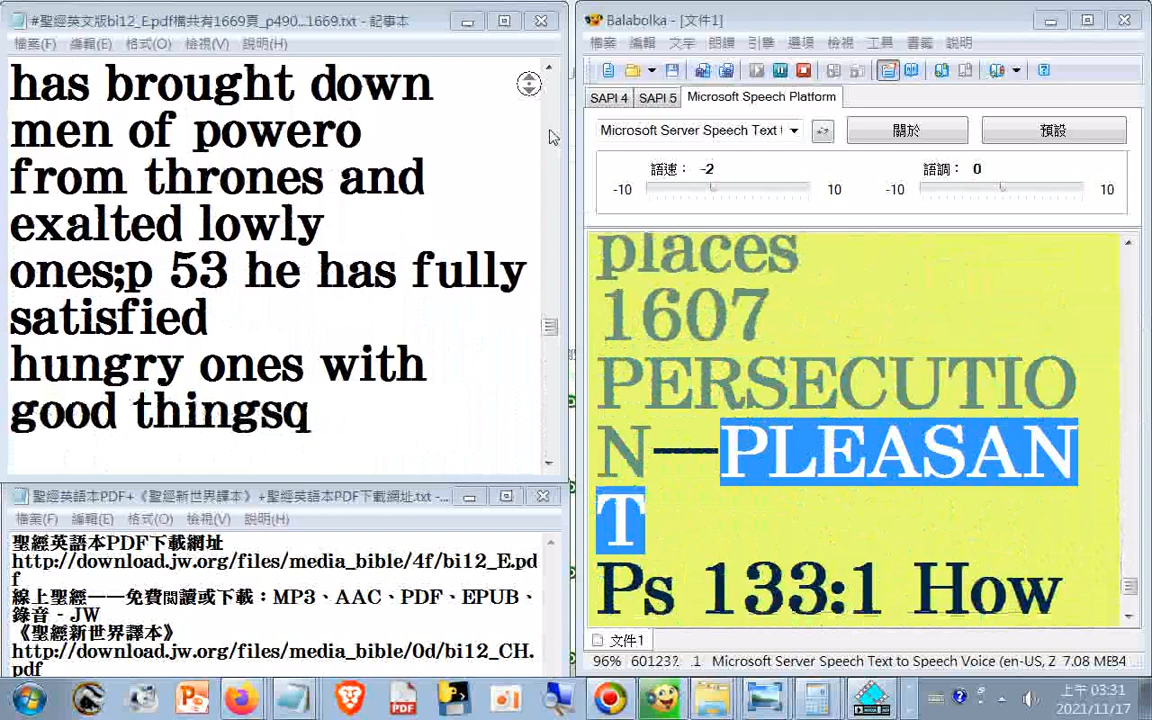 #聖經英文版bi12_E.pdf檔共有1669頁_p490...1669.txt - 記事本
檔案(F) 編輯(E) 格式(O) 檢視(V) 說明(H)
has brought down
men of powero
from thrones and
exalted lowly
ones;p 53 he has fully
satisfied
hungry ones with
good thingsq
聖經英語本PDF+《聖經新世界譯本》+聖經英語本PDF下載網址.txt - ...
檔案(F) 編輯(E) 格式(O) 檢視(V) 說明(H)
聖經英語本PDF下載網址
http://download.jw.org/files/media_bible/4f/bi12_E.pd
f
線上聖經——免費閱讀或下載：MP3、AAC、PDF、EPUB、
錄音 - JW
《聖經新世界譯本》
http://download.jw.org/files/media_bible/0d/bi12_CH.
pdf
Balabolka - [文件1]
檔案 編輯 文字 朗讀 引擎 選項 檢視 工具 書籤 說明
SAPI 4 SAPI 5 Microsoft Speech Platform
Microsoft Server Speech Text 關於 預設
語速： -2 語調： 0
-10 10 -10 10
places
1607
PERSECUTIO
N—PLEASAN
T
Ps 133:1 How
文件1
96% Microsoft Server Speech Text to Speech Voice (en-US, Z 7.08 MB
PDF
上午 03:31
2021/11/17